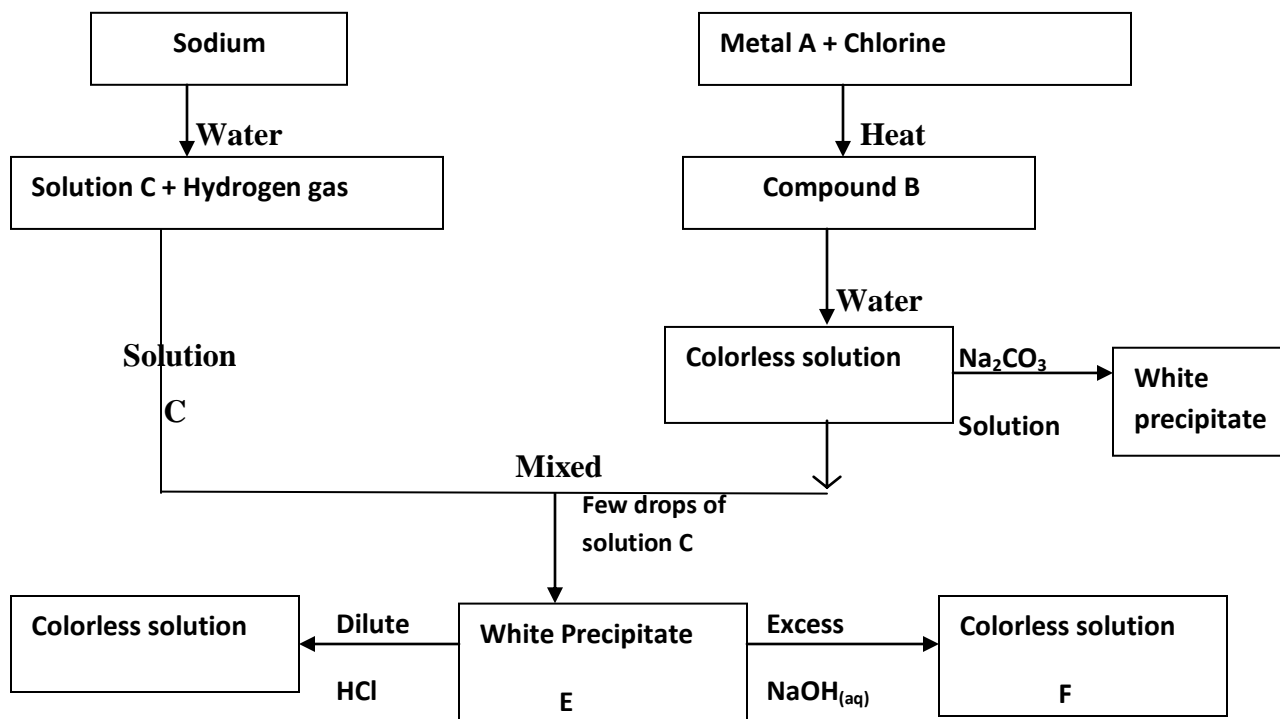 Sodium
Metal A + Chlorine
Water
Heat
Solution C + Hydrogen gas
Compound B
Water
Solution
C
Colorless solution
Na₂CO₃
Solution
White
precipitate
Mixed
Few drops of
solution C
Colorless solution
Dilute
HCl
White Precipitate
E
Excess
NaOH₍aq₎
Colorless solution
F